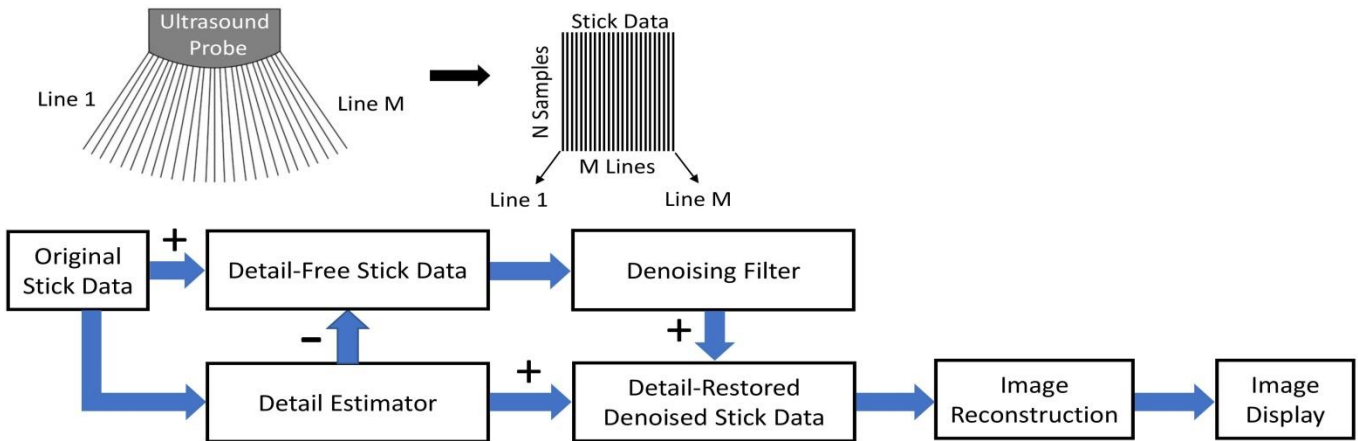 Ultrasound
Probe
Line 1
Line M
Stick Data
N Samples
M Lines
Line 1
Line M
Original
Stick Data
+
Detail-Free Stick Data
Denoising Filter
–
+
Detail Estimator
+
Detail-Restored
Denoised Stick Data
Image
Reconstruction
Image
Display